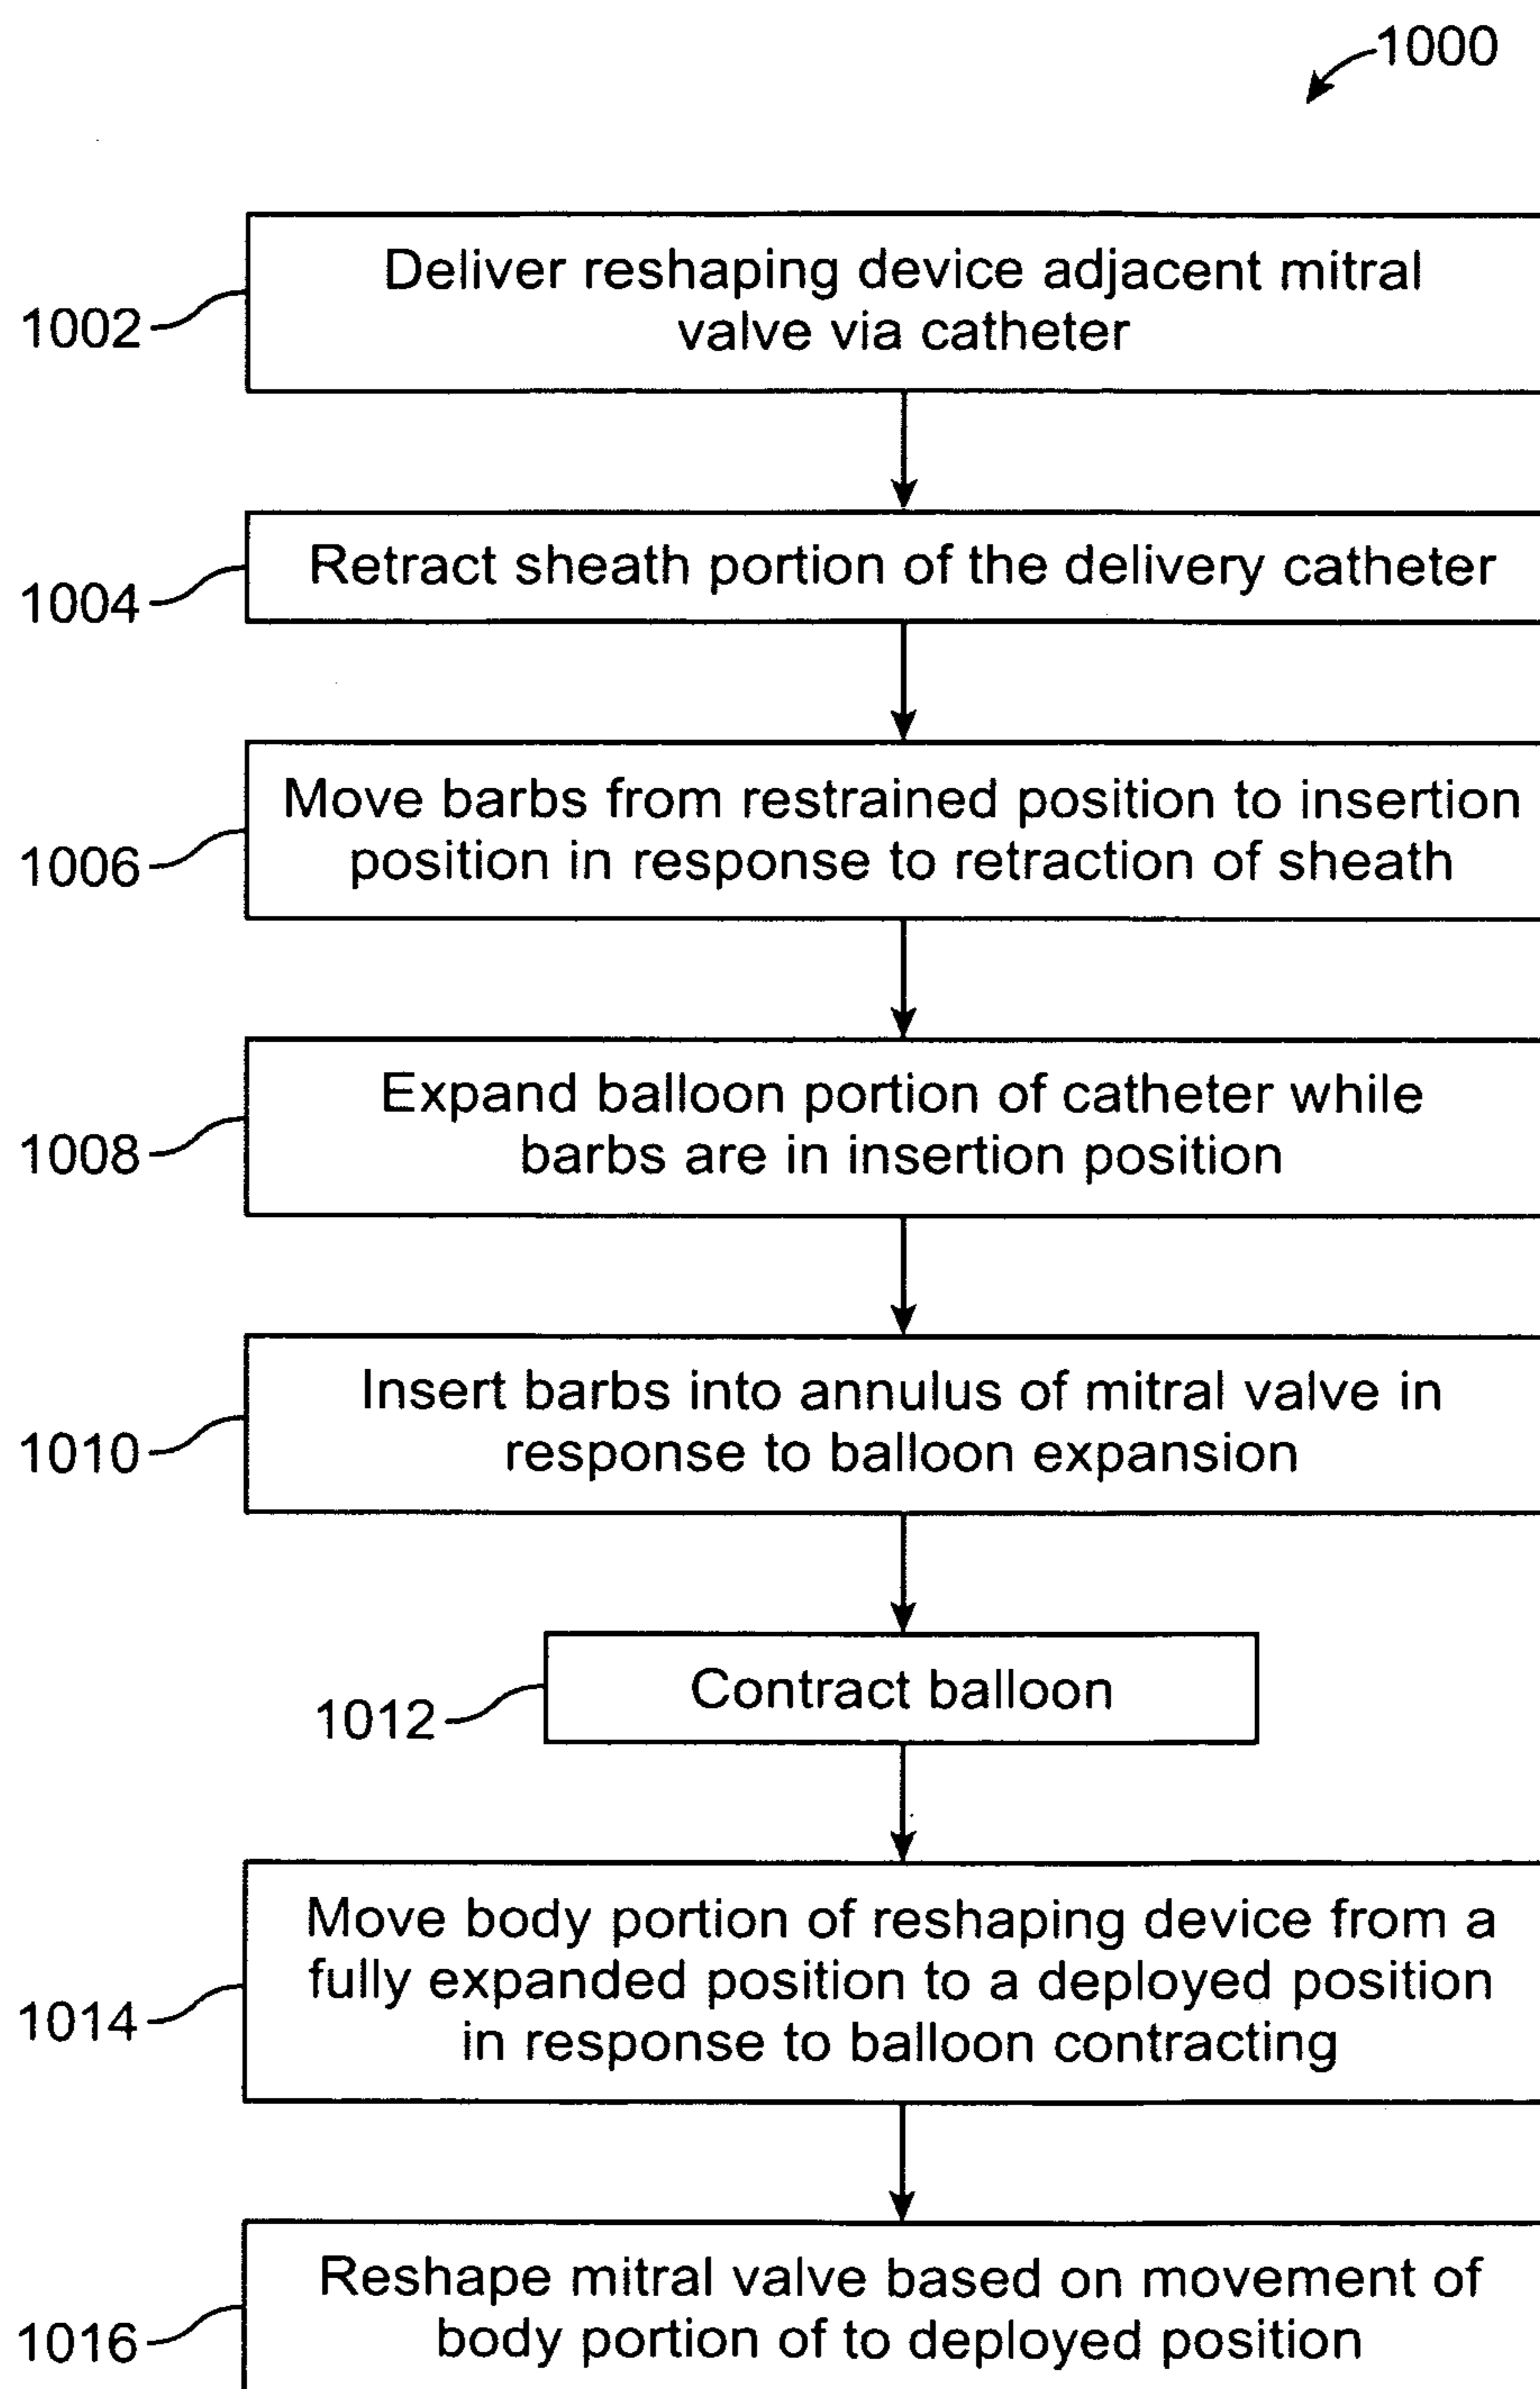 1000
Deliver reshaping device adjacent mitral
valve via catheter
1002
Retract sheath portion of the delivery catheter
1004
Move barbs from restrained position to insertion
position in response to retraction of sheath
1006
Expand balloon portion of catheter while
barbs are in insertion position
1008
Insert barbs into annulus of mitral valve in
response to balloon expansion
1010
Contract balloon
1012
Move body portion of reshaping device from a
fully expanded position to a deployed position
in response to balloon contracting
1014
Reshape mitral valve based on movement of
body portion of to deployed position
1016